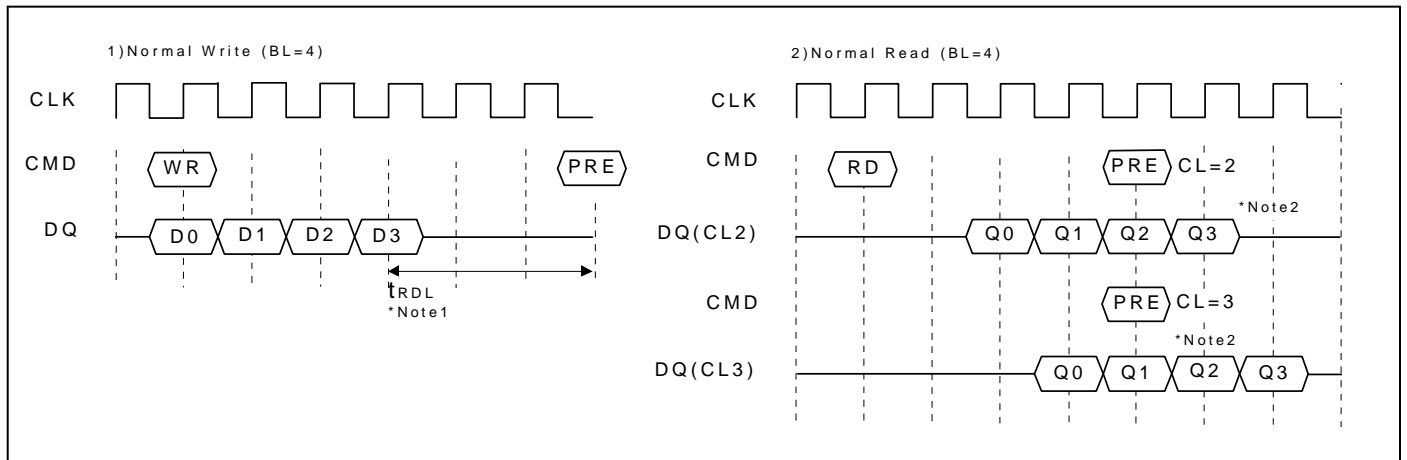 1)Normal Write (BL=4)
CLK
CMD WR PRE
DQ D0 D1 D2 D3
tRDL
*Note1
2)Normal Read (BL=4)
CLK
CMD RD PRE CL=2
*Note2
DQ(CL2) Q0 Q1 Q2 Q3
CMD PRE CL=3
*Note2
DQ(CL3) Q0 Q1 Q2 Q3